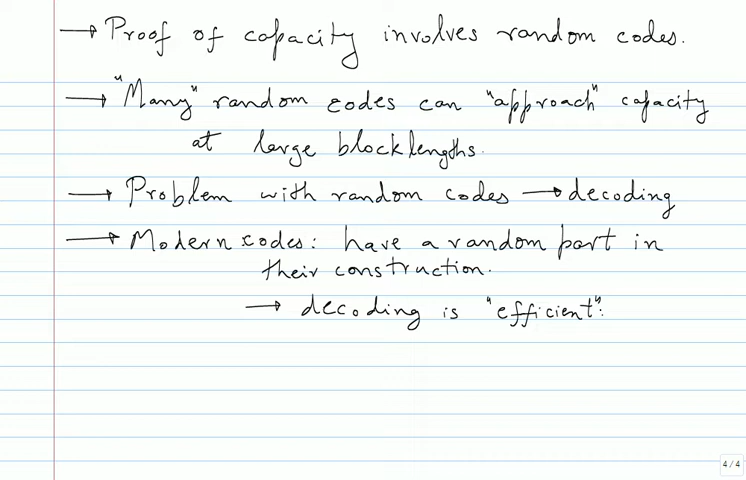 → Proof of capacity involves random codes.
→ "Many" random codes can "approach" capacity
at large blocklengths.
→ Problem with random codes → decoding
→ Modern codes: have a random part in
their construction.
→ decoding is "efficient".
4/4